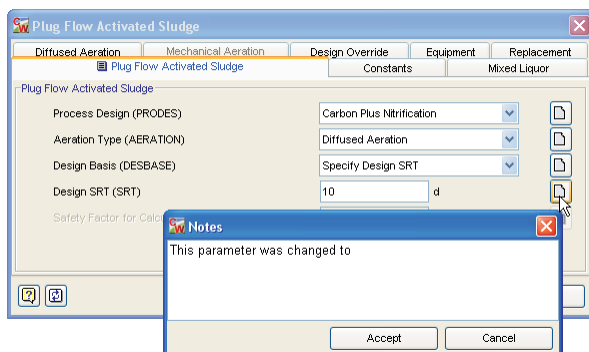 Plug Flow Activated Sludge
Diffused Aeration Mechanical Aeration Design Override Equipment Replacement
Plug Flow Activated Sludge Constants Mixed Liquor
Plug Flow Activated Sludge
Process Design (PRODES) Carbon Plus Nitrification
Aeration Type (AERATION) Diffused Aeration
Design Basis (DESBASE) Specify Design SRT
Design SRT (SRT) 10 d
Safety Factor for Calc
Notes
This parameter was changed to
Accept Cancel